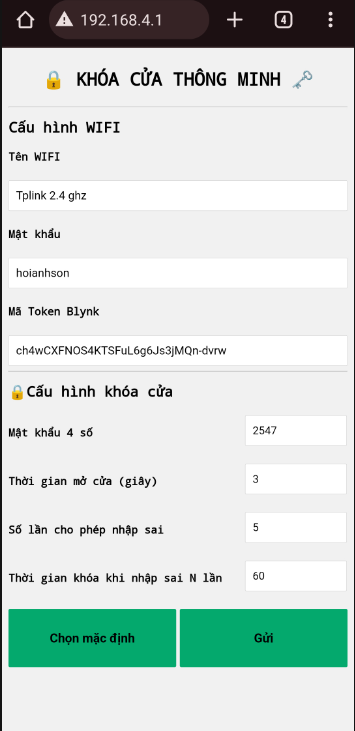 192.168.4.1
4
KHÓA CỬA THÔNG MINH
Cấu hình WIFI
Tên WIFI
Tplink 2.4 ghz
Mật khẩu
hoianhson
Mã Token Blynk
ch4wCXFNOS4KTSFuL6g6Js3jMQn-dvrw
Cấu hình khóa cửa
Mật khẩu 4 số
2547
Thời gian mở cửa (giây)
3
Số lần cho phép nhập sai
5
Thời gian khóa khi nhập sai N lần
60
Chọn mặc định
Gửi